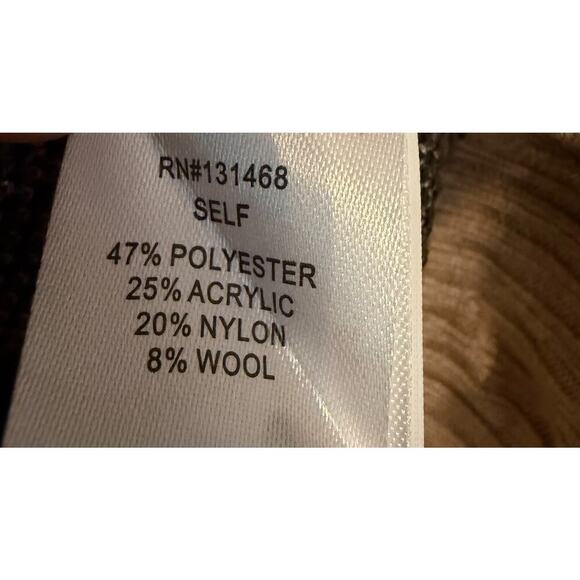 RN#131468
SELF
47% POLYESTER
25% ACRYLIC
20% NYLON
8% WOOL